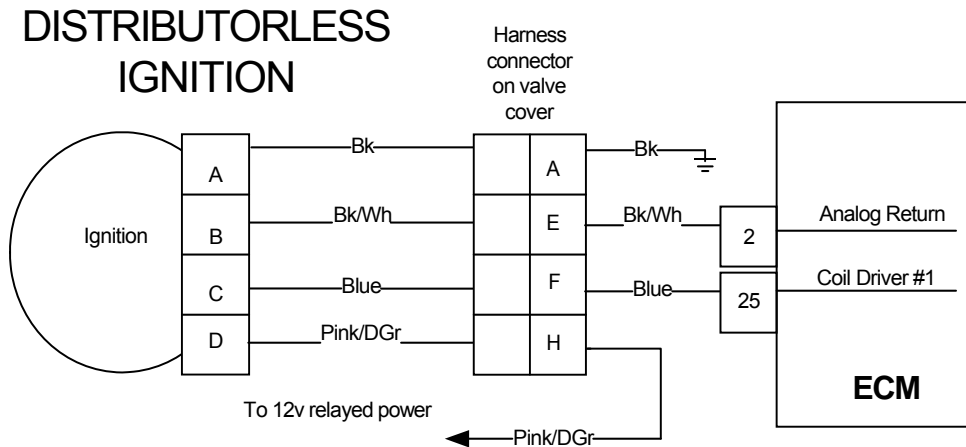 DISTRIBUTORLESS
IGNITION
Harness
connector
on valve
cover
Ignition
A
Bk
A
Bk
B
Bk/Wh
E
Bk/Wh
2
Analog Return
C
Blue
F
Blue
25
Coil Driver #1
D
Pink/DGr
H
ECM
To 12v relayed power
Pink/DGr